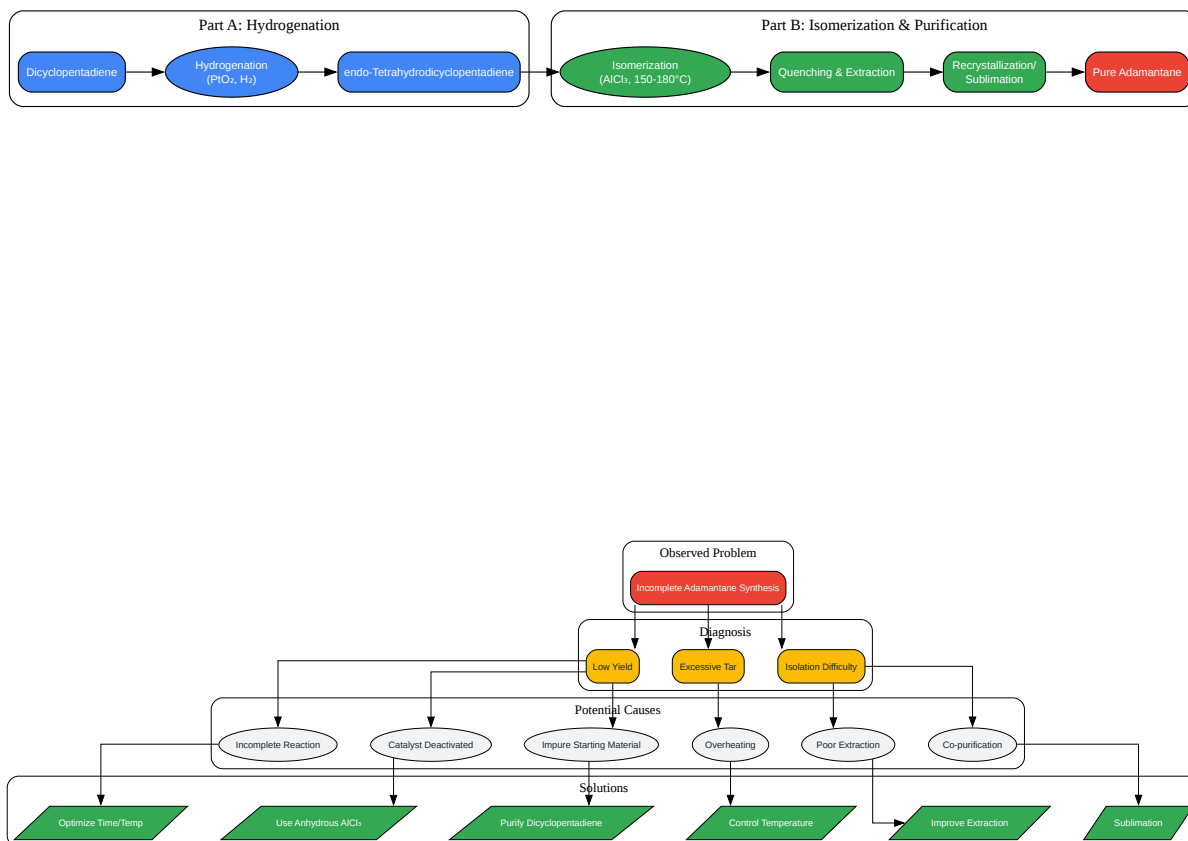 Part A: Hydrogenation
Part B: Isomerization & Purification
Dicyclopentadiene
Hydrogenation
(PtO₂, H₂)
endo-Tetrahydrodicyclopentadiene
Isomerization
(AlCl₃, 150-180°C)
Quenching & Extraction
Recrystallization/
Sublimation
Pure Adamantane
Observed Problem
Incomplete Adamantane Synthesis
Diagnosis
Low Yield
Excessive Tar
Isolation Difficulty
Potential Causes
Incomplete Reaction
Catalyst Deactivated
Impure Starting Material
Overheating
Poor Extraction
Co-purification
Solutions
Optimize Time/Temp
Use Anhydrous AlCl₃
Purify Dicyclopentadiene
Control Temperature
Improve Extraction
Sublimation